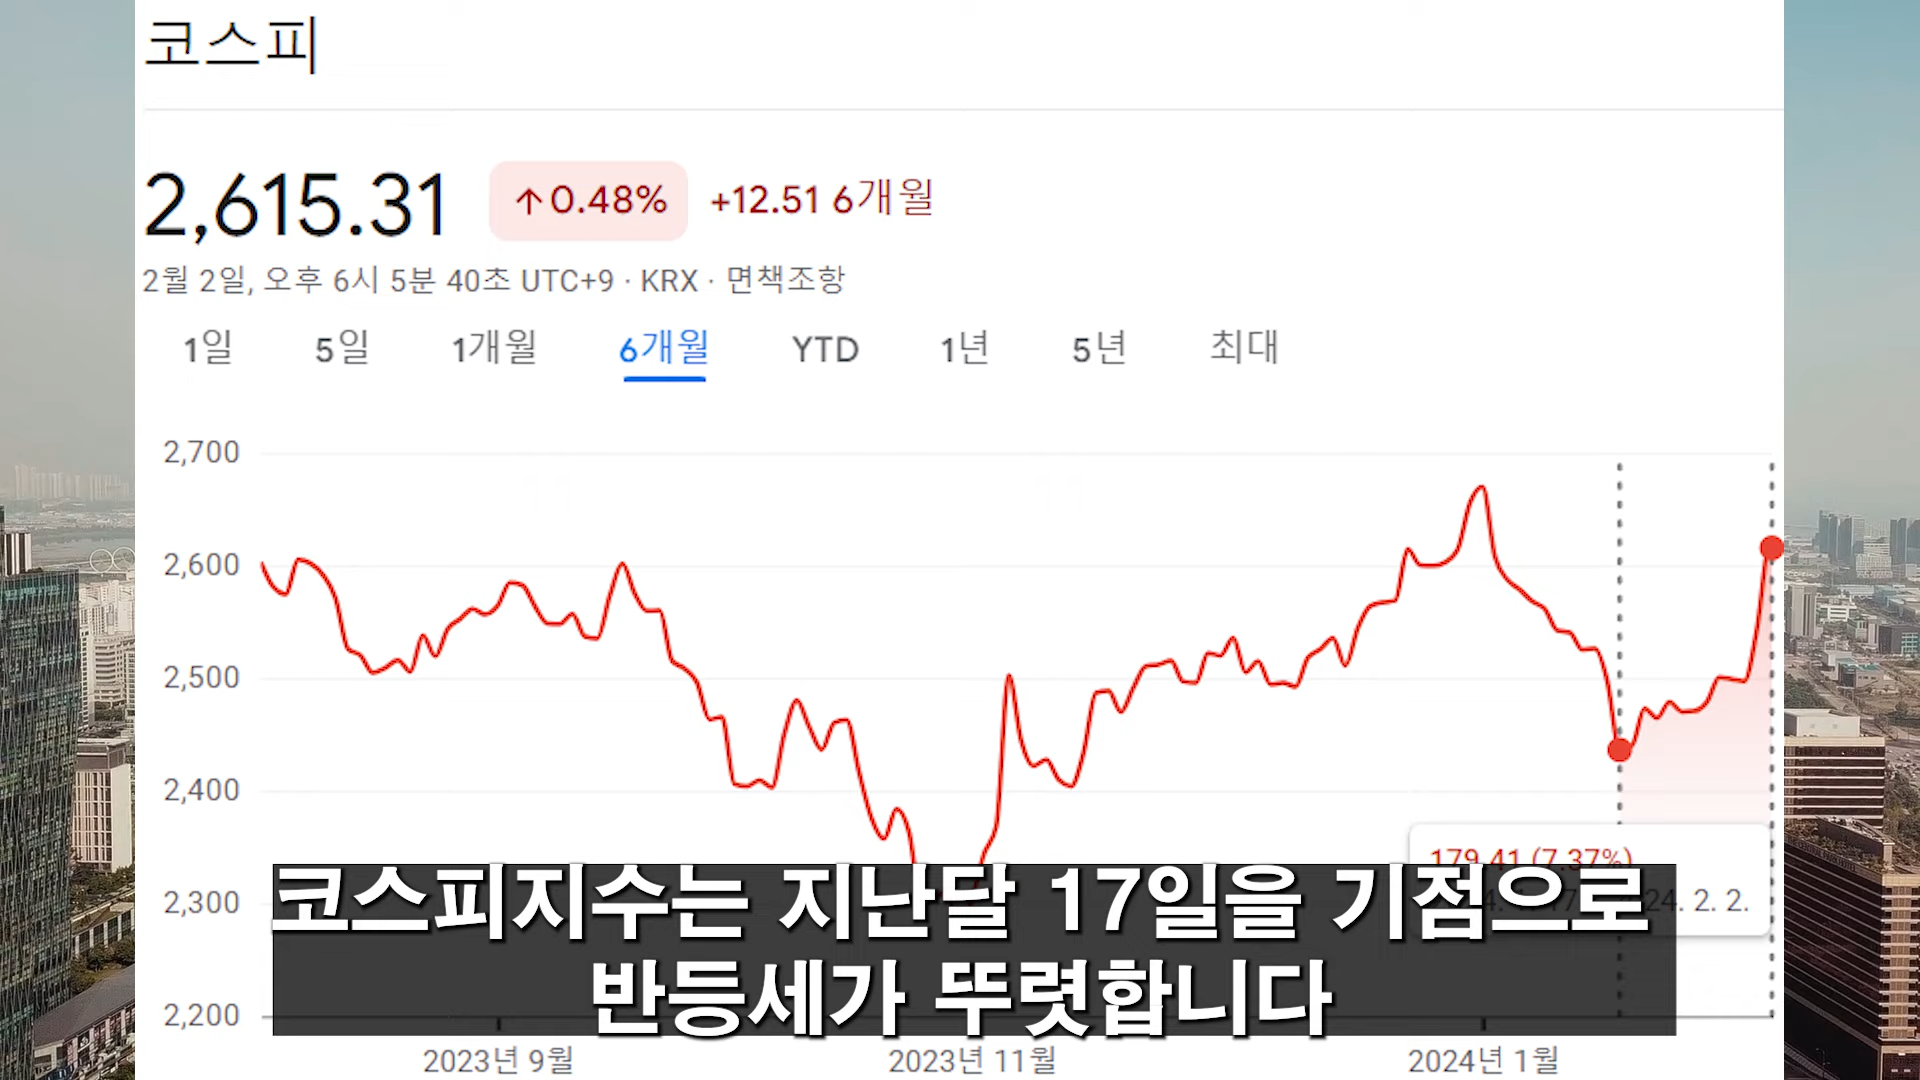 코스피
2,615.31 ↑0.48% +12.51 6개월
2월 2일, 오후 6시 5분 40초 UTC+9 · KRX · 면책조항
1일 5일 1개월 6개월 YTD 1년 5년 최대
2,700
2,600
2,500
2,400
2,300
2,200
179.41 (7.37%)
24. 2. 2.
코스피지수는 지난달 17일을 기점으로
반등세가 뚜렷합니다
2023년 9월 2023년 11월 2024년 1월